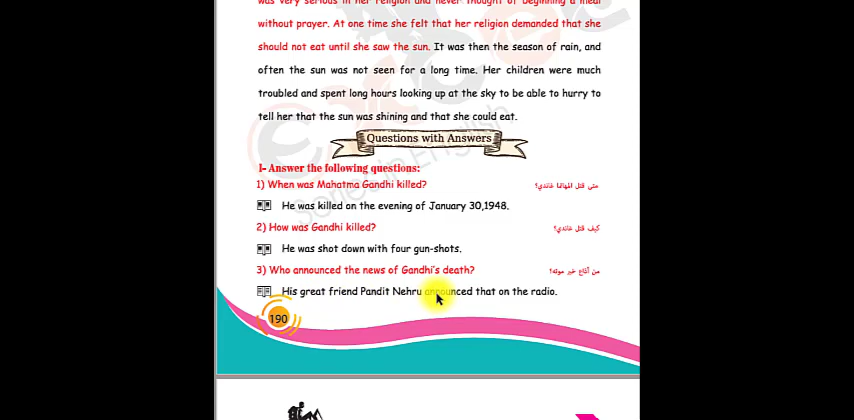 was very serious in her religion and never thought of beginning a meal
without prayer. At one time she felt that her religion demanded that she
should not eat until she saw the sun. It was then the season of rain, and
often the sun was not seen for a long time. Her children were much
troubled and spent long hours looking up at the sky to be able to hurry to
tell her that the sun was shining and that she could eat.
Questions with Answers
I- Answer the following questions:
1) When was Mahatma Gandhi killed? متى قتل المهاتما غاندي؟
He was killed on the evening of January 30,1948.
2) How was Gandhi killed? كيف قتل غاندي؟
He was shot down with four gun-shots.
3) Who announced the news of Gandhi's death? من أذاع خبر موته؟
His great friend Pandit Nehru announced that on the radio.
190